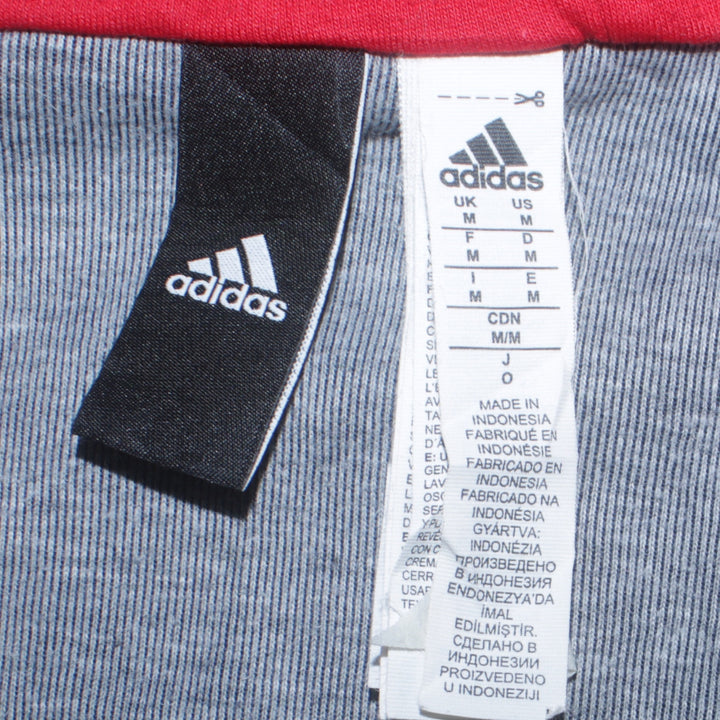 adidas
adidas
UK US
M M
F D
M M
I E
M M
CDN
M/M
J
O
MADE IN
INDONESIA
FABRIQUÉ EN
INDONÉSIE
FABRICADO EN
INDONESIA
FABRICADO NA
INDONÉSIA
GYÁRTVA:
INDONÉZIA
ПРОИЗВЕДЕНО
В ИНДОНЕЗИЯ
ENDONEZYA'DA
İMAL
EDİLMİŞTİR.
СДЕЛАНО В
ИНДОНЕЗИИ
PROIZVEDENO
U INDONEZIJI